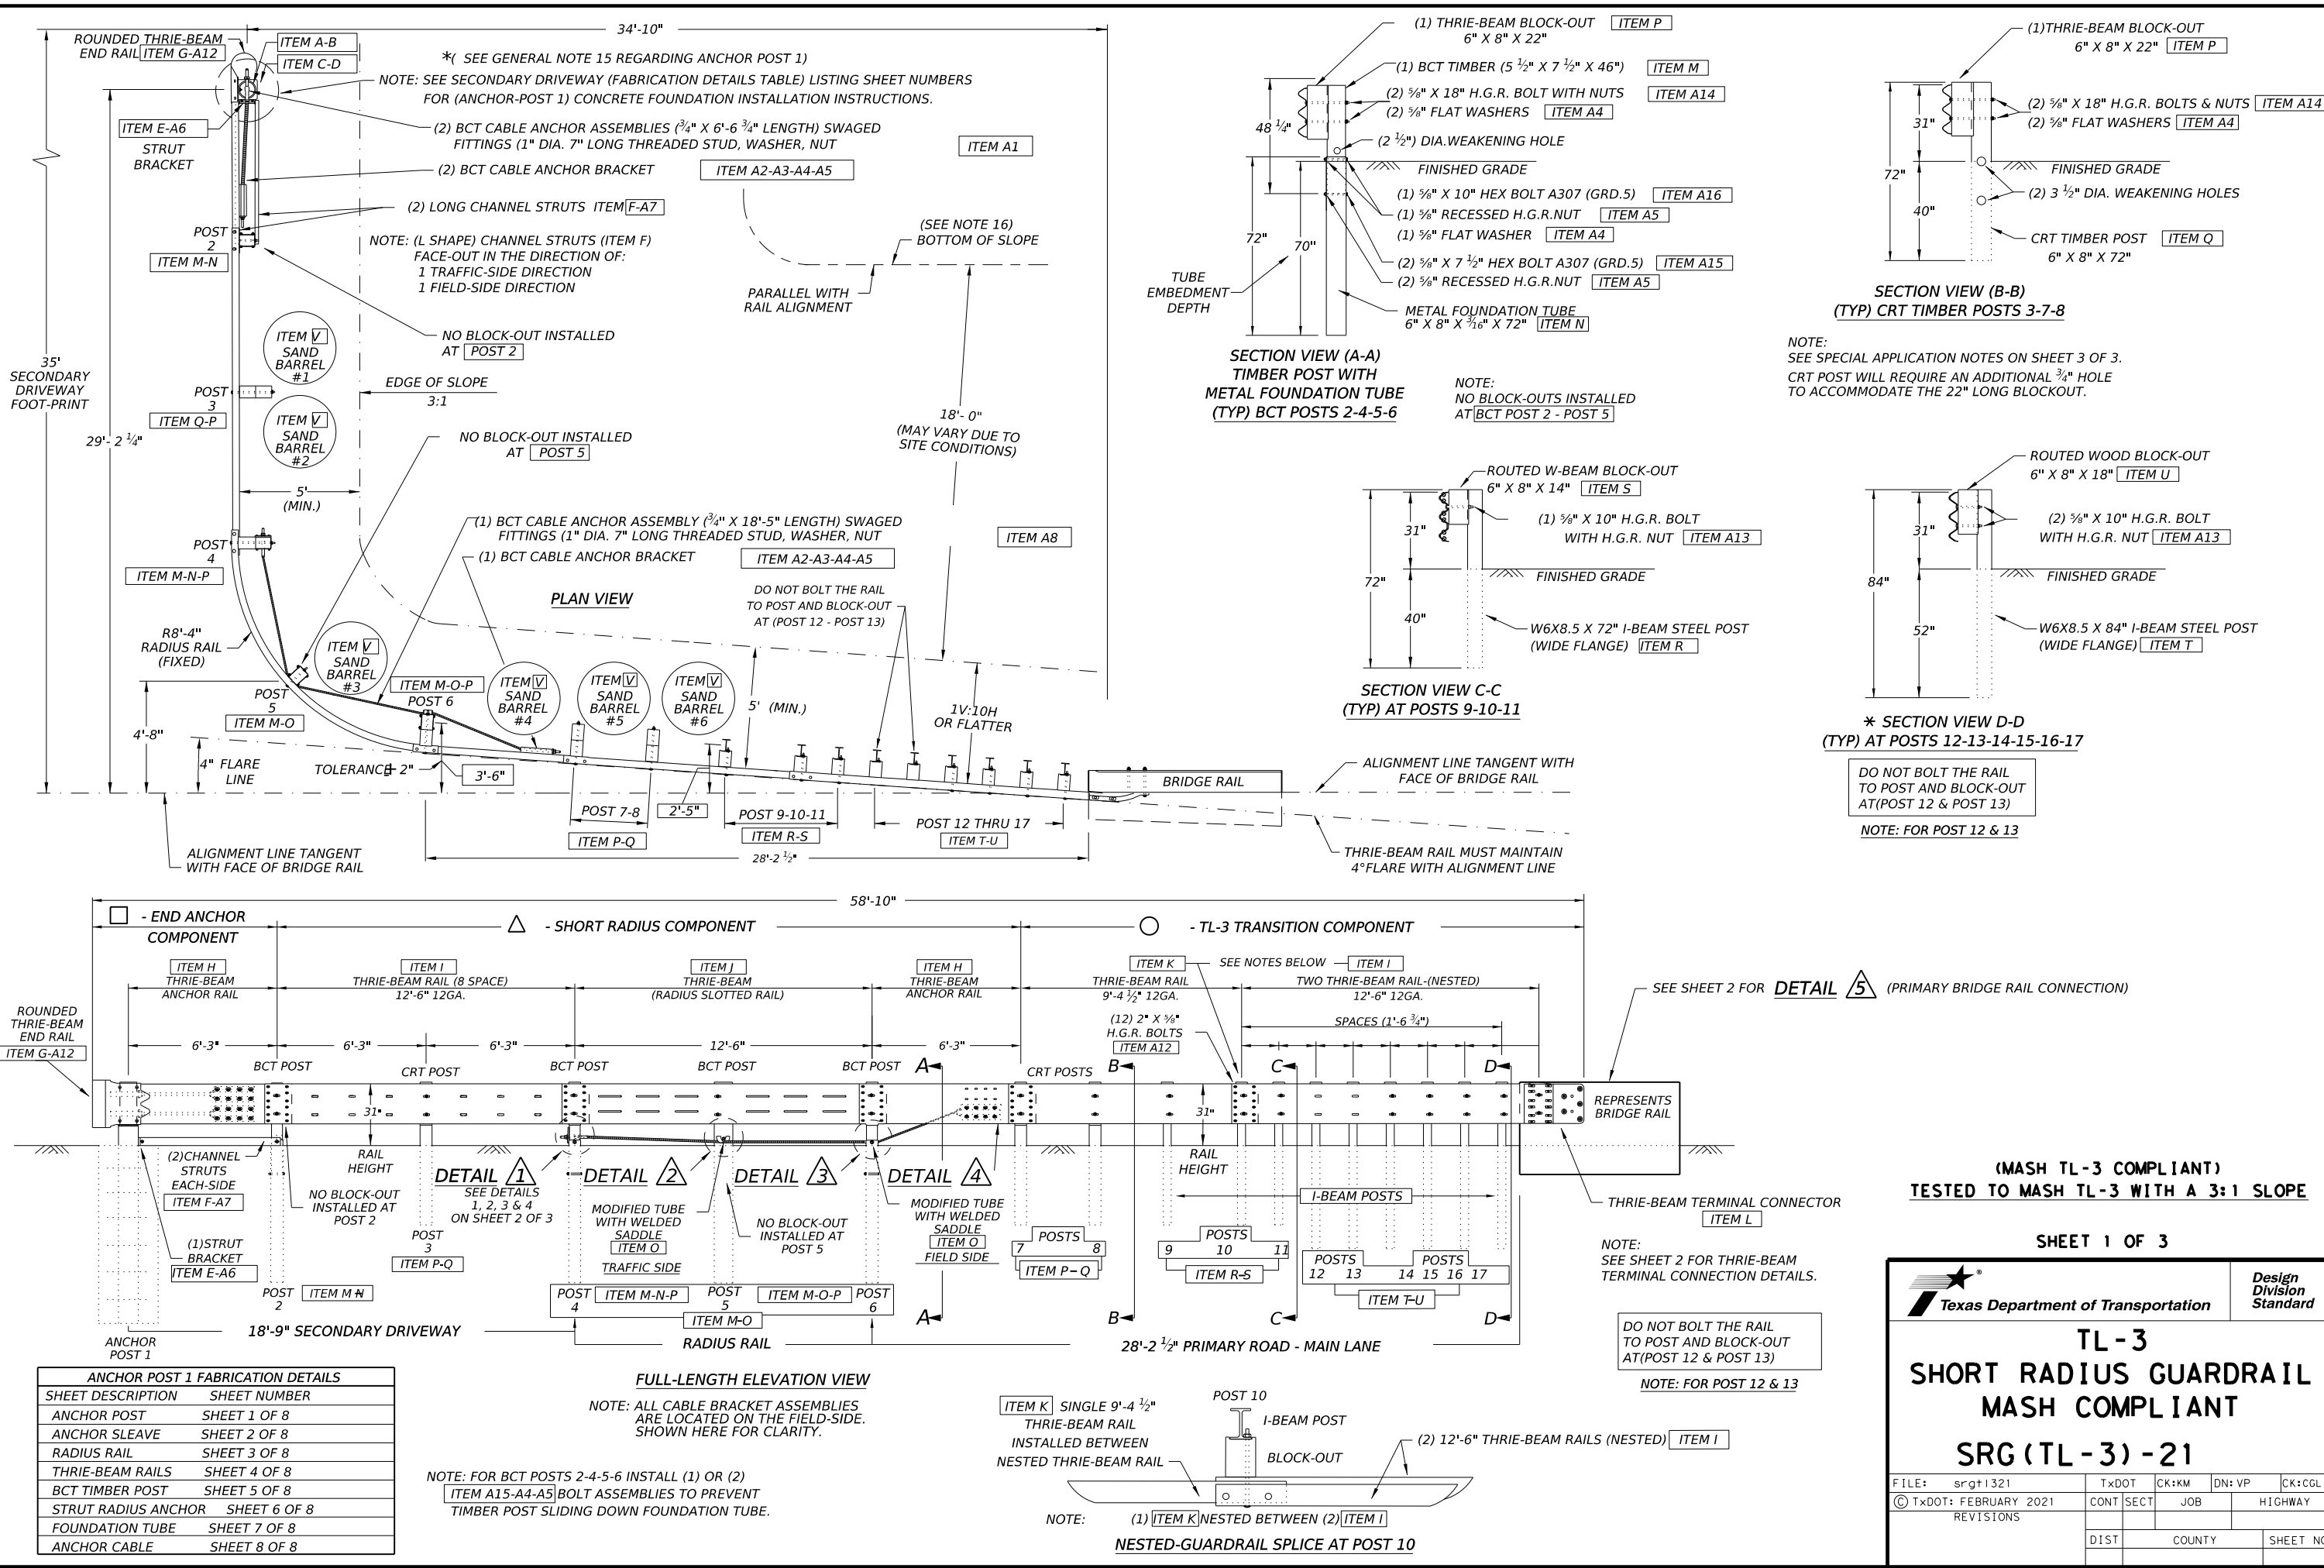 34'-10"
ROUNDED THRIE-BEAM
END RAIL ITEM G-A12
ITEM A-B
ITEM C-D
*( SEE GENERAL NOTE 15 REGARDING ANCHOR POST 1)
NOTE: SEE SECONDARY DRIVEWAY (FABRICATION DETAILS TABLE) LISTING SHEET NUMBERS
FOR (ANCHOR-POST 1) CONCRETE FOUNDATION INSTALLATION INSTRUCTIONS.
ITEM E-A6
STRUT
BRACKET
(2) BCT CABLE ANCHOR ASSEMBLIES (¾" X 6'-6 ¾" LENGTH) SWAGED
FITTINGS (1" DIA. 7" LONG THREADED STUD, WASHER, NUT
ITEM A1
(2) BCT CABLE ANCHOR BRACKET
ITEM A2-A3-A4-A5
(2) LONG CHANNEL STRUTS ITEM F-A7
POST
2
ITEM M-N
NOTE: (L SHAPE) CHANNEL STRUTS (ITEM F)
FACE-OUT IN THE DIRECTION OF:
1 TRAFFIC-SIDE DIRECTION
1 FIELD-SIDE DIRECTION
(SEE NOTE 16)
BOTTOM OF SLOPE
PARALLEL WITH
RAIL ALIGNMENT
ITEM V
SAND
BARREL
#1
NO BLOCK-OUT INSTALLED
AT POST 2
35'
SECONDARY
DRIVEWAY
FOOT-PRINT
EDGE OF SLOPE
3:1
POST
3
ITEM Q-P
ITEM V
SAND
BARREL
#2
29'- 2 ¼"
NO BLOCK-OUT INSTALLED
AT POST 5
18'- 0"
(MAY VARY DUE TO
SITE CONDITIONS)
5'
(MIN.)
(1) BCT CABLE ANCHOR ASSEMBLY (¾" X 18'-5" LENGTH) SWAGED
FITTINGS (1" DIA. 7" LONG THREADED STUD, WASHER, NUT
ITEM A8
(1) BCT CABLE ANCHOR BRACKET
ITEM A2-A3-A4-A5
POST
4
ITEM M-N-P
PLAN VIEW
DO NOT BOLT THE RAIL
TO POST AND BLOCK-OUT
AT (POST 12 - POST 13)
R8'-4"
RADIUS RAIL
(FIXED)
ITEM V
SAND
BARREL
#3
ITEM M-O-P
POST 6
ITEM V
SAND
BARREL
#4
ITEM V
SAND
BARREL
#5
ITEM V
SAND
BARREL
#6
POST
5
ITEM M-O
4'-8"
5' (MIN.)
1V:10H
OR FLATTER
4° FLARE
LINE
TOLERANCE ± 2"
3'-6"
2'-5"
POST 7-8
ITEM P-Q
POST 9-10-11
ITEM R-S
POST 12 THRU 17
ITEM T-U
28'-2 ½"
BRIDGE RAIL
ALIGNMENT LINE TANGENT WITH
FACE OF BRIDGE RAIL
ALIGNMENT LINE TANGENT
WITH FACE OF BRIDGE RAIL
THRIE-BEAM RAIL MUST MAINTAIN
4°FLARE WITH ALIGNMENT LINE
(1) THRIE-BEAM BLOCK-OUT ITEM P
6" X 8" X 22"
(1) BCT TIMBER (5 ½" X 7 ½" X 46") ITEM M
(2) ⅝" X 18" H.G.R. BOLT WITH NUTS ITEM A14
(2) ⅝" FLAT WASHERS ITEM A4
48 ¼"
(2 ½") DIA.WEAKENING HOLE
FINISHED GRADE
(1) ⅝" X 10" HEX BOLT A307 (GRD.5) ITEM A16
(1) ⅝" RECESSED H.G.R.NUT ITEM A5
(1) ⅝" FLAT WASHER ITEM A4
72"
70"
(2) ⅝" X 7 ½" HEX BOLT A307 (GRD.5) ITEM A15
(2) ⅝" RECESSED H.G.R.NUT ITEM A5
TUBE
EMBEDMENT
DEPTH
METAL FOUNDATION TUBE
6" X 8" X 3⁄16" X 72" ITEM N
SECTION VIEW (A-A)
TIMBER POST WITH
METAL FOUNDATION TUBE
(TYP) BCT POSTS 2-4-5-6
NOTE:
NO BLOCK-OUTS INSTALLED
AT BCT POST 2 - POST 5
(1)THRIE-BEAM BLOCK-OUT
6" X 8" X 22" ITEM P
(2) ⅝" X 18" H.G.R. BOLTS & NUTS ITEM A14
(2) ⅝" FLAT WASHERS ITEM A4
31"
FINISHED GRADE
72"
(2) 3 ½" DIA. WEAKENING HOLES
40"
CRT TIMBER POST ITEM Q
6" X 8" X 72"
SECTION VIEW (B-B)
(TYP) CRT TIMBER POSTS 3-7-8
NOTE:
SEE SPECIAL APPLICATION NOTES ON SHEET 3 OF 3.
CRT POST WILL REQUIRE AN ADDITIONAL ¾" HOLE
TO ACCOMMODATE THE 22" LONG BLOCKOUT.
ROUTED W-BEAM BLOCK-OUT
6" X 8" X 14" ITEM S
31"
(1) ⅝" X 10" H.G.R. BOLT
WITH H.G.R. NUT ITEM A13
FINISHED GRADE
72"
40"
W6X8.5 X 72" I-BEAM STEEL POST
(WIDE FLANGE) ITEM R
SECTION VIEW C-C
(TYP) AT POSTS 9-10-11
ROUTED WOOD BLOCK-OUT
6" X 8" X 18" ITEM U
31"
(2) ⅝" X 10" H.G.R. BOLT
WITH H.G.R. NUT ITEM A13
FINISHED GRADE
84"
52"
W6X8.5 X 84" I-BEAM STEEL POST
(WIDE FLANGE) ITEM T
* SECTION VIEW D-D
(TYP) AT POSTS 12-13-14-15-16-17
DO NOT BOLT THE RAIL
TO POST AND BLOCK-OUT
AT(POST 12 & POST 13)
NOTE: FOR POST 12 & 13
58'-10"
- END ANCHOR
COMPONENT
- SHORT RADIUS COMPONENT
- TL-3 TRANSITION COMPONENT
ITEM H
THRIE-BEAM
ANCHOR RAIL
ITEM I
THRIE-BEAM RAIL (8 SPACE)
12'-6" 12GA.
ITEM J
THRIE-BEAM
(RADIUS SLOTTED RAIL)
ITEM H
THRIE-BEAM
ANCHOR RAIL
ITEM K SEE NOTES BELOW ITEM I
THRIE-BEAM RAIL
9'-4 ½" 12GA.
TWO THRIE-BEAM RAIL-(NESTED)
12'-6" 12GA.
SEE SHEET 2 FOR DETAIL 5 (PRIMARY BRIDGE RAIL CONNECTION)
ROUNDED
THRIE-BEAM
END RAIL
ITEM G-A12
(12) 2" X ⅝"
H.G.R. BOLTS
ITEM A12
SPACES (1'-6 ¾")
6'-3" 6'-3" 6'-3" 12'-6" 6'-3"
BCT POST CRT POST BCT POST BCT POST BCT POST A CRT POSTS B C D
31" 31"
REPRESENTS
BRIDGE RAIL
(2)CHANNEL
STRUTS
EACH-SIDE
ITEM F-A7
RAIL
HEIGHT
RAIL
HEIGHT
DETAIL 1 DETAIL 2 DETAIL 3 DETAIL 4
SEE DETAILS
1, 2, 3 & 4
ON SHEET 2 OF 3
NO BLOCK-OUT
INSTALLED AT
POST 2
MODIFIED TUBE
WITH WELDED
SADDLE
ITEM O
TRAFFIC SIDE
NO BLOCK-OUT
INSTALLED AT
POST 5
MODIFIED TUBE
WITH WELDED
SADDLE
ITEM O
FIELD SIDE
I-BEAM POSTS
THRIE-BEAM TERMINAL CONNECTOR
ITEM L
(1)STRUT
BRACKET
ITEM E-A6
POST
3
ITEM P-Q
POSTS
7 8
ITEM P-Q
POSTS
9 10 11
ITEM R-S
POSTS POSTS
12 13 14 15 16 17
ITEM T-U
NOTE:
SEE SHEET 2 FOR THRIE-BEAM
TERMINAL CONNECTION DETAILS.
POST
2
ITEM M-N
POST
4
ITEM M-N-P
POST
5
ITEM M-O-P
POST
6
ITEM M-O
A B C D
ANCHOR
POST 1
18'-9" SECONDARY DRIVEWAY
RADIUS RAIL
28'-2 ½" PRIMARY ROAD - MAIN LANE
DO NOT BOLT THE RAIL
TO POST AND BLOCK-OUT
AT(POST 12 & POST 13)
NOTE: FOR POST 12 & 13
ANCHOR POST 1 FABRICATION DETAILS
SHEET DESCRIPTION SHEET NUMBER
ANCHOR POST SHEET 1 OF 8
ANCHOR SLEAVE SHEET 2 OF 8
RADIUS RAIL SHEET 3 OF 8
THRIE-BEAM RAILS SHEET 4 OF 8
BCT TIMBER POST SHEET 5 OF 8
STRUT RADIUS ANCHOR SHEET 6 OF 8
FOUNDATION TUBE SHEET 7 OF 8
ANCHOR CABLE SHEET 8 OF 8
FULL-LENGTH ELEVATION VIEW
NOTE: ALL CABLE BRACKET ASSEMBLIES
ARE LOCATED ON THE FIELD-SIDE.
SHOWN HERE FOR CLARITY.
NOTE: FOR BCT POSTS 2-4-5-6 INSTALL (1) OR (2)
ITEM A15-A4-A5 BOLT ASSEMBLIES TO PREVENT
TIMBER POST SLIDING DOWN FOUNDATION TUBE.
ITEM K SINGLE 9'-4 ½"
THRIE-BEAM RAIL
INSTALLED BETWEEN
NESTED THRIE-BEAM RAIL
POST 10
I-BEAM POST
BLOCK-OUT
(2) 12'-6" THRIE-BEAM RAILS (NESTED) ITEM I
NOTE: (1) ITEM K NESTED BETWEEN (2) ITEM I
NESTED-GUARDRAIL SPLICE AT POST 10
(MASH TL-3 COMPLIANT)
TESTED TO MASH TL-3 WITH A 3:1 SLOPE
SHEET 1 OF 3
Texas Department of Transportation
Design
Division
Standard
TL-3
SHORT RADIUS GUARDRAIL
MASH COMPLIANT
SRG(TL-3)-21
FILE: srgtl321 TxDOT CK:KM DN:VP CK:CGL
© TxDOT: FEBRUARY 2021 CONT SECT JOB HIGHWAY
REVISIONS
DIST COUNTY SHEET